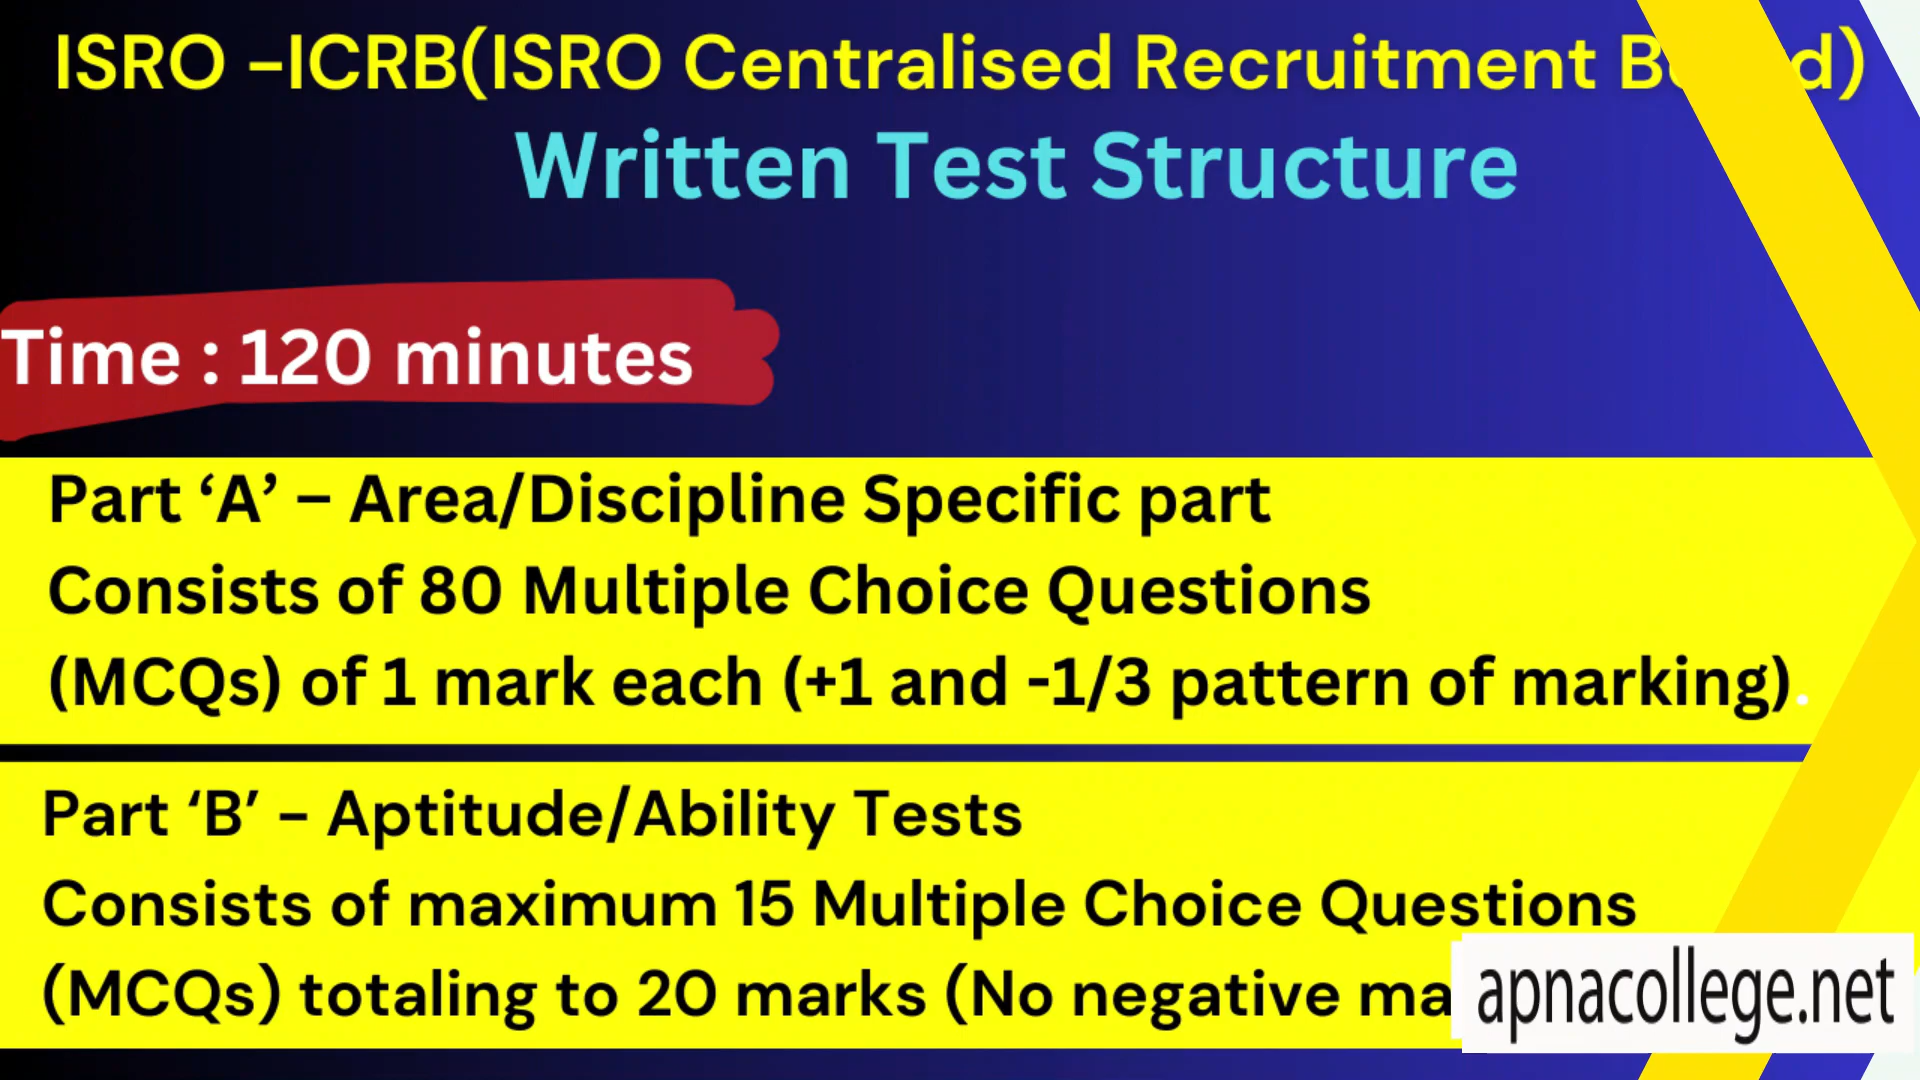 ISRO –ICRB(ISRO Centralised Recruitment
Written Test Structure
Time : 120 minutes
Part ‘A’ – Area/Discipline Specific part
Consists of 80 Multiple Choice Questions
(MCQs) of 1 mark each (+1 and -1/3 pattern of marking).
Part ‘B’ – Aptitude/Ability Tests
Consists of maximum 15 Multiple Choice Questions
(MCQs) totaling to 20 marks (No negative
apnacollege.net